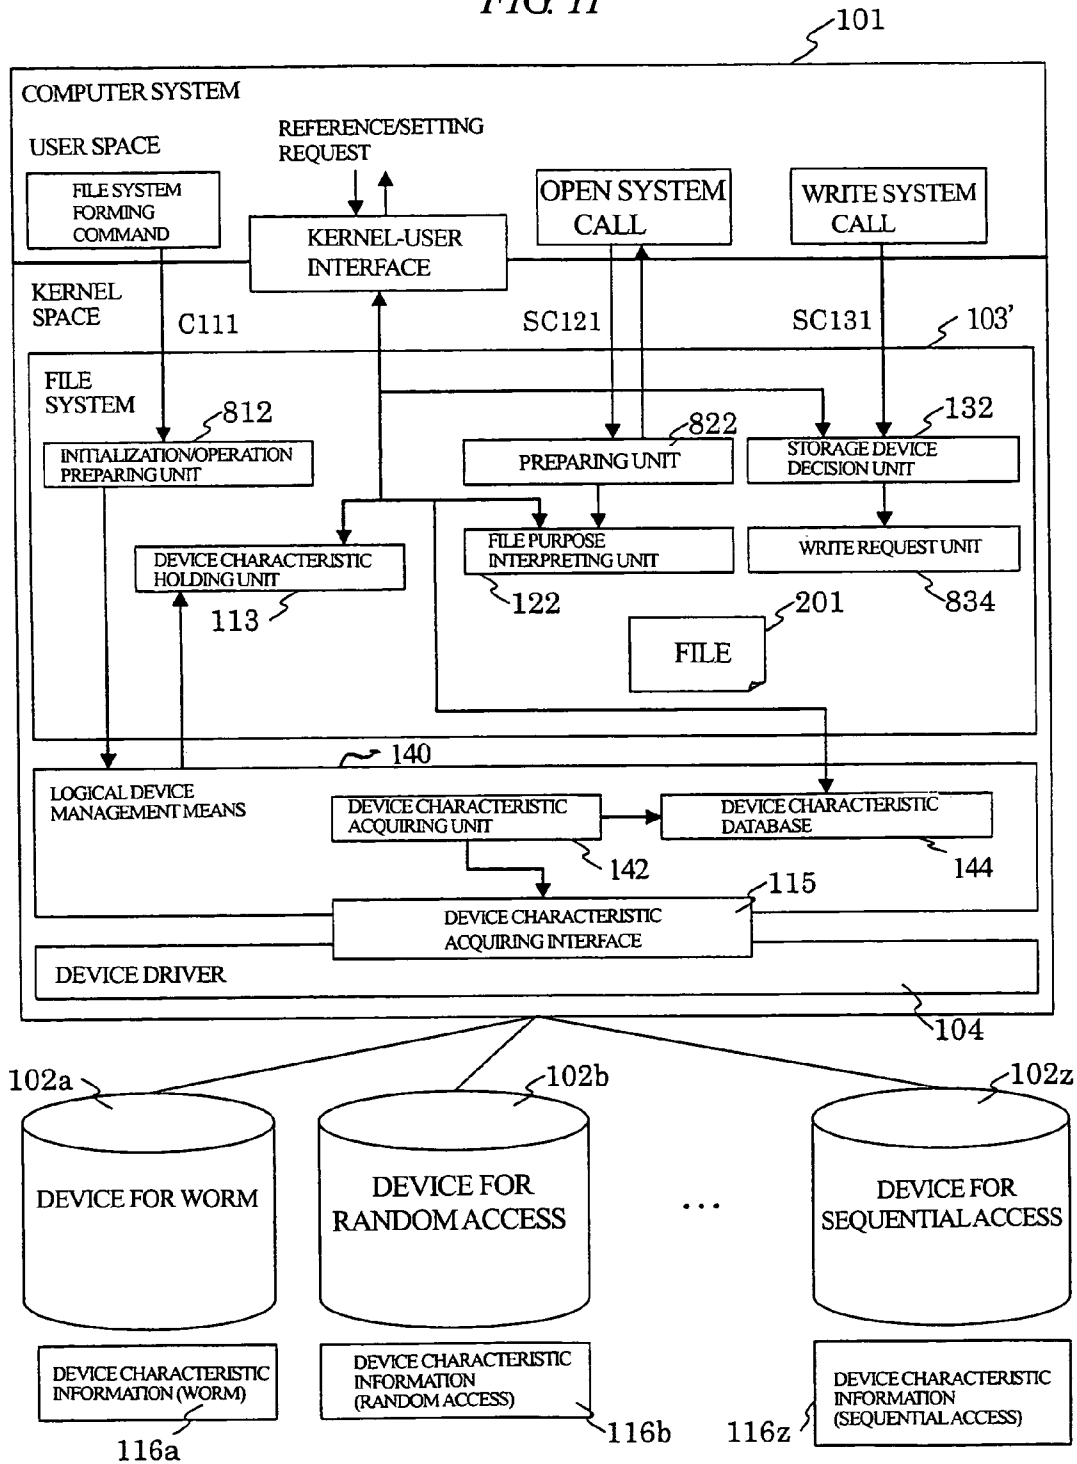 FIG. 11
101
COMPUTER SYSTEM
USER SPACE
REFERENCE/SETTING
REQUEST
FILE SYSTEM
FORMING
COMMAND
KERNEL-USER
INTERFACE
OPEN SYSTEM
CALL
WRITE SYSTEM
CALL
KERNEL
SPACE
C111
SC121
SC131
103'
FILE
SYSTEM
812
INITIALIZATION/OPERATION
PREPARING UNIT
822
PREPARING UNIT
132
STORAGE DEVICE
DECISION UNIT
DEVICE CHARACTERISTIC
HOLDING UNIT
113
FILE PURPOSE
INTERPRETING UNIT
122
WRITE REQUEST UNIT
834
201
FILE
140
LOGICAL DEVICE
MANAGEMENT MEANS
DEVICE CHARACTERISTIC
ACQUIRING UNIT
142
DEVICE CHARACTERISTIC
DATABASE
144
115
DEVICE CHARACTERISTIC
ACQUIRING INTERFACE
DEVICE DRIVER
104
102a
102b
102z
DEVICE FOR WORM
DEVICE FOR
RANDOM ACCESS
...
DEVICE FOR
SEQUENTIAL ACCESS
DEVICE CHARACTERISTIC
INFORMATION (WORM)
116a
DEVICE CHARACTERISTIC
INFORMATION
(RANDOM ACCESS)
116b
116z
DEVICE CHARACTERISTIC
INFORMATION
(SEQUENTIAL ACCESS)